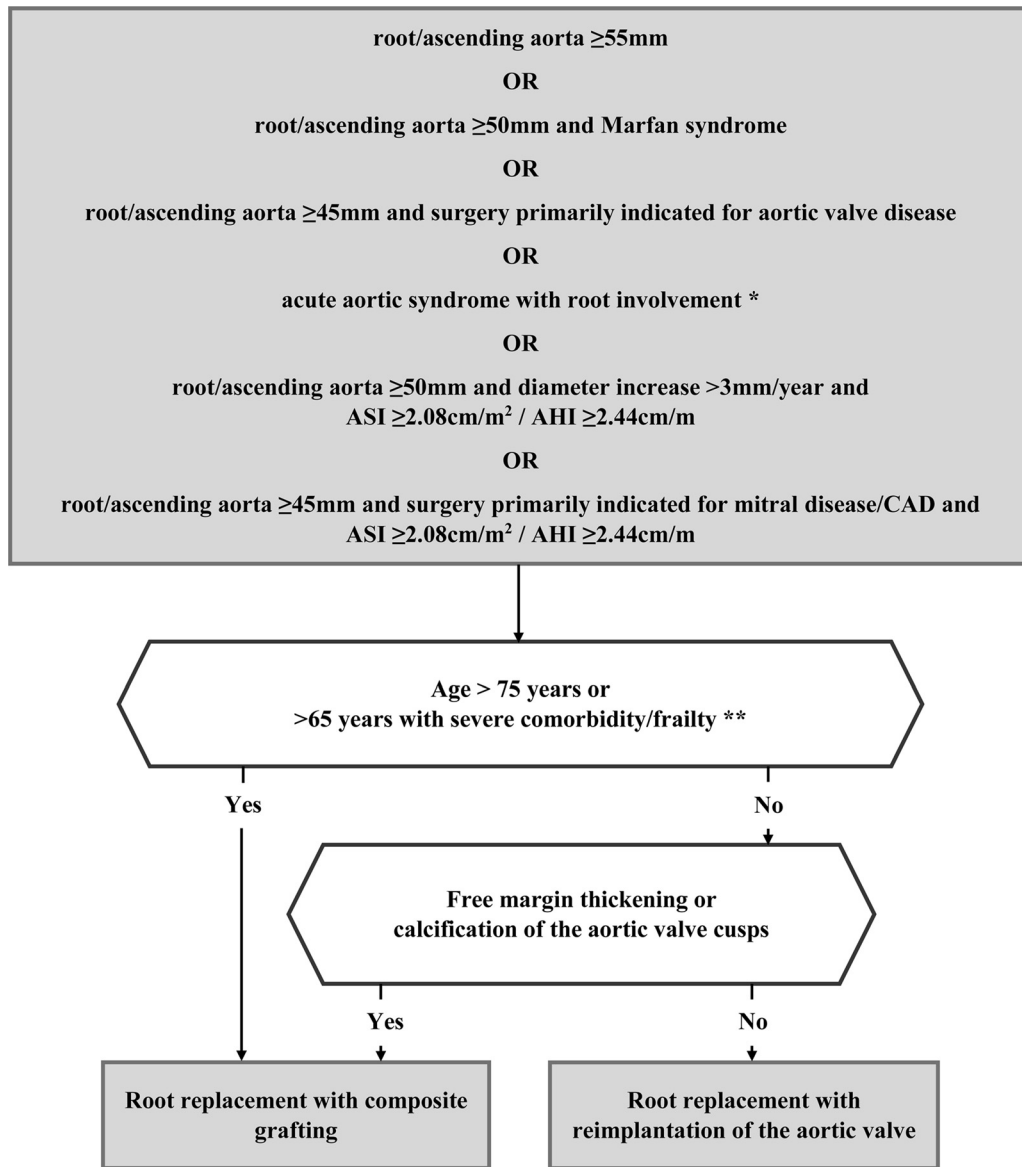 root/ascending aorta ≥55mm
OR
root/ascending aorta ≥50mm and Marfan syndrome
OR
root/ascending aorta ≥45mm and surgery primarily indicated for aortic valve disease
OR
acute aortic syndrome with root involvement *
OR
root/ascending aorta ≥50mm and diameter increase >3mm/year and
ASI ≥2.08cm/m² / AHI ≥2.44cm/m
OR
root/ascending aorta ≥45mm and surgery primarily indicated for mitral disease/CAD and
ASI ≥2.08cm/m² / AHI ≥2.44cm/m
Age > 75 years or
>65 years with severe comorbidity/frailty **
Yes
No
Free margin thickening or
calcification of the aortic valve cusps
Yes
No
Root replacement with composite
grafting
Root replacement with
reimplantation of the aortic valve